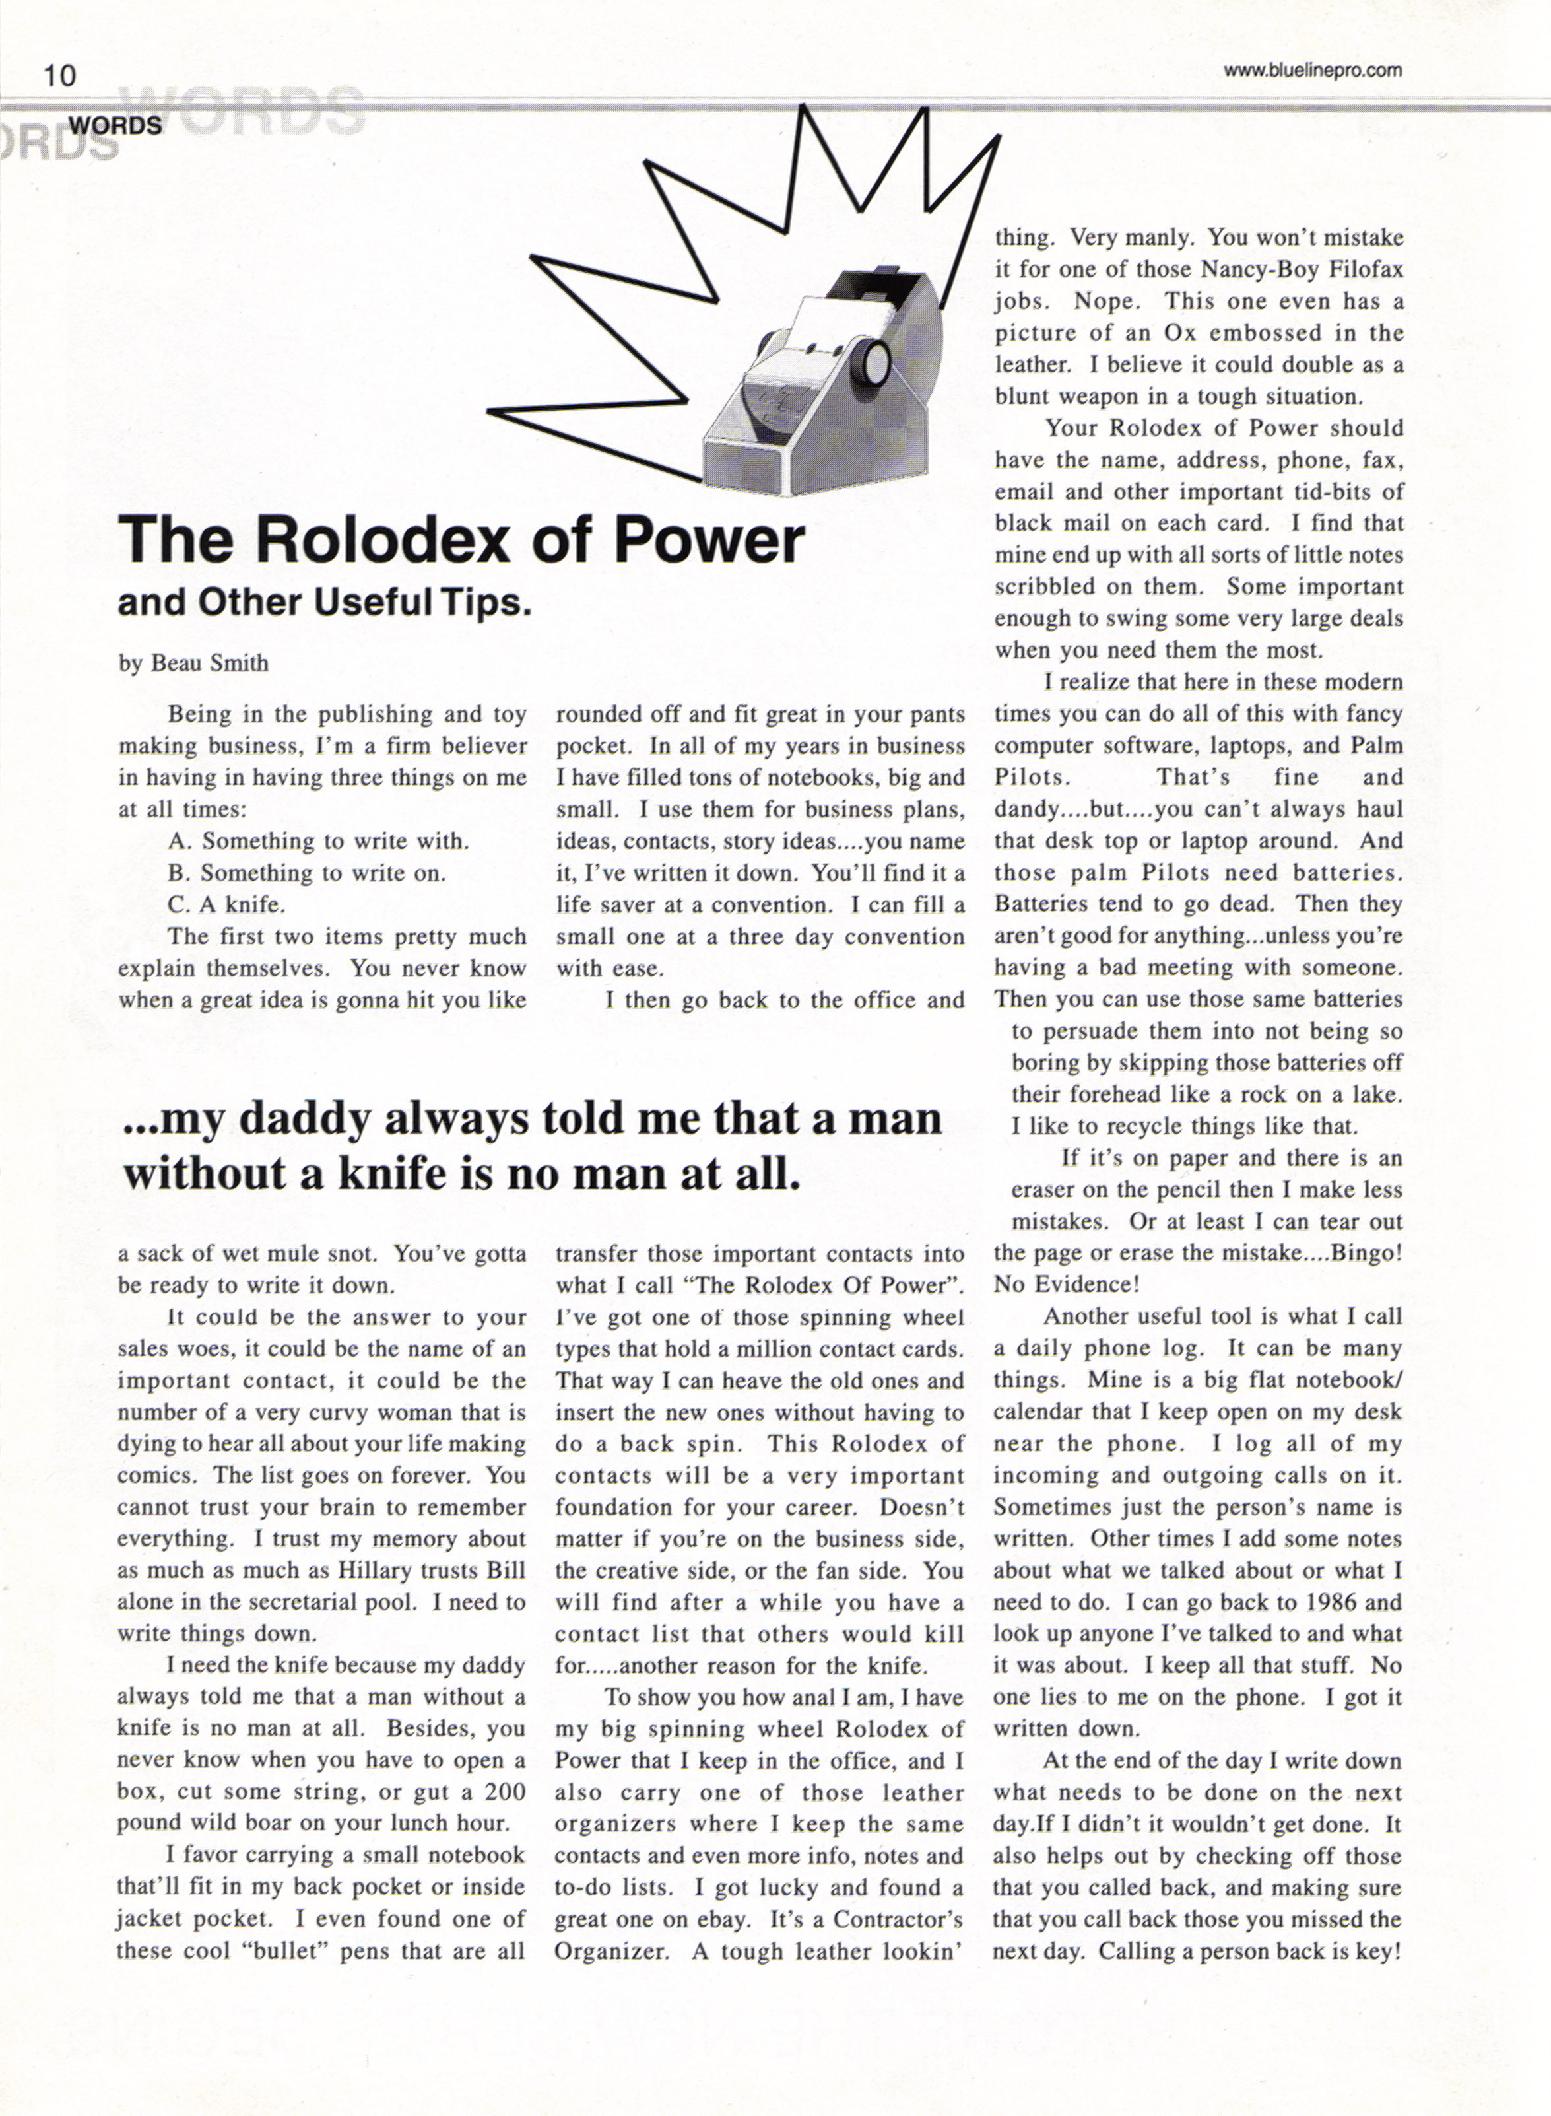 10
www.bluelinepro.com
WORDS
ORDS
WORDS
The Rolodex of Power
and Other Useful Tips.
by Beau Smith
Being in the publishing and toy
making business, I'm a firm believer
in having in having three things on me
at all times:
A. Something to write with.
B. Something to write on.
C. A knife.
The first two items pretty much
explain themselves. You never know
when a great idea is gonna hit you like
...my daddy always told me that a man
without a knife is no man at all.
a sack of wet mule snot. You've gotta
be ready to write it down.
It could be the answer to your
sales woes, it could be the name of an
important contact, it could be the
number of a very curvy woman that is
dying to hear all about your life making
comics. The list goes on forever. You
cannot trust your brain to remember
everything. I trust my memory about
as much as much as Hillary trusts Bill
alone in the secretarial pool. I need to
write things down.
I need the knife because my daddy
always told me that a man without a
knife is no man at all. Besides, you
never know when you have to open a
box, cut some string, or gut a 200
pound wild boar on your lunch hour.
I favor carrying a small notebook
that'll fit in my back pocket or inside
jacket pocket. I even found one of
these cool "bullet" pens that are all
rounded off and fit great in your pants
pocket. In all of my years in business
I have filled tons of notebooks, big and
small. I use them for business plans,
ideas, contacts, story ideas....you name
it, I've written it down. You'll find it a
life saver at a convention. I can fill a
small one at a three day convention
with ease.
I then go back to the office and
transfer those important contacts into
what I call "The Rolodex Of Power".
I've got one of those spinning wheel
types that hold a million contact cards.
That way I can heave the old ones and
insert the new ones without having to
do a back spin. This Rolodex of
contacts will be a very important
foundation for your career. Doesn't
matter if you're on the business side,
the creative side, or the fan side. You
will find after a while you have a
contact list that others would kill
for.....another reason for the knife.
To show you how anal I am, I have
my big spinning wheel Rolodex of
Power that I keep in the office, and I
also carry one of those leather
organizers where I keep the same
contacts and even more info, notes and
to-do lists. I got lucky and found a
great one on ebay. It's a Contractor's
Organizer. A tough leather lookin'
thing. Very manly. You won't mistake
it for one of those Nancy-Boy Filofax
jobs. Nope. This one even has a
picture of an Ox embossed in the
leather. I believe it could double as a
blunt weapon in a tough situation.
Your Rolodex of Power should
have the name, address, phone, fax,
email and other important tid-bits of
black mail on each card. I find that
mine end up with all sorts of little notes
scribbled on them. Some important
enough to swing some very large deals
when you need them the most.
I realize that here in these modern
times you can do all of this with fancy
computer software, laptops, and Palm
Pilots. That's fine and
dandy....but....you can't always haul
that desk top or laptop around. And
those palm Pilots need batteries.
Batteries tend to go dead. Then they
aren't good for anything...unless you're
having a bad meeting with someone.
Then you can use those same batteries
to persuade them into not being so
boring by skipping those batteries off
their forehead like a rock on a lake.
I like to recycle things like that.
If it's on paper and there is an
eraser on the pencil then I make less
mistakes. Or at least I can tear out
the page or erase the mistake....Bingo!
No Evidence!
Another useful tool is what I call
a daily phone log. It can be many
things. Mine is a big flat notebook/
calendar that I keep open on my desk
near the phone. I log all of my
incoming and outgoing calls on it.
Sometimes just the person's name is
written. Other times I add some notes
about what we talked about or what I
need to do. I can go back to 1986 and
look up anyone I've talked to and what
it was about. I keep all that stuff. No
one lies to me on the phone. I got it
written down.
At the end of the day I write down
what needs to be done on the next
day.If I didn't it wouldn't get done. It
also helps out by checking off those
that you called back, and making sure
that you call back those you missed the
next day. Calling a person back is key!